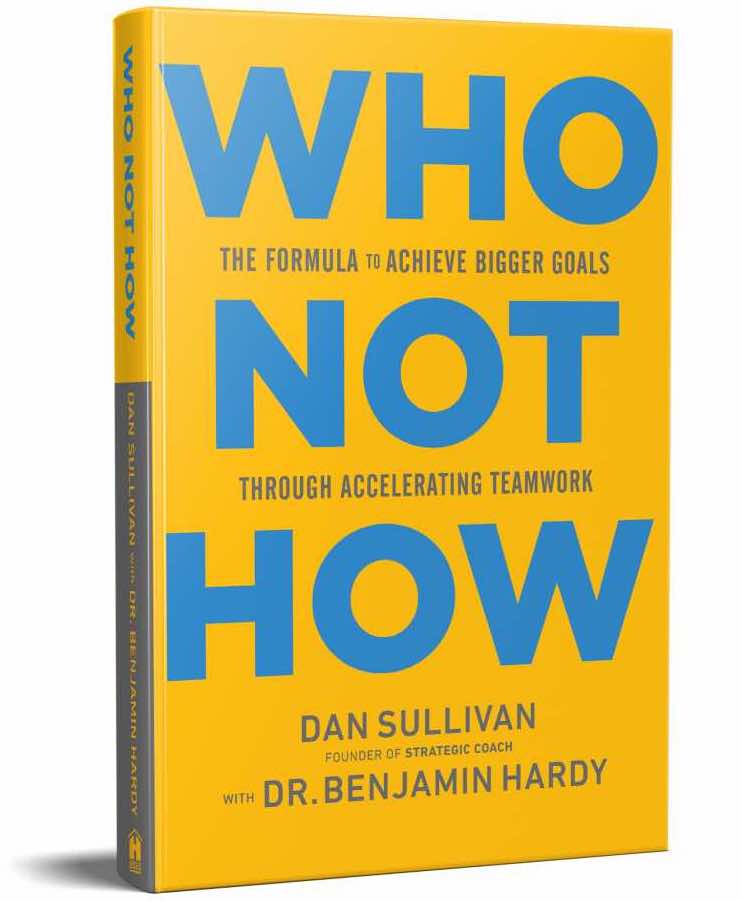 WHO
THE FORMULA TO ACHIEVE BIGGER GOALS
NOT
THROUGH ACCELERATING TEAMWORK
HOW
DAN SULLIVAN
FOUNDER OF STRATEGIC COACH
WITH DR. BENJAMIN HARDY
WHO NOT HOW
DAN SULLIVAN WITH DR. BENJAMIN HARDY